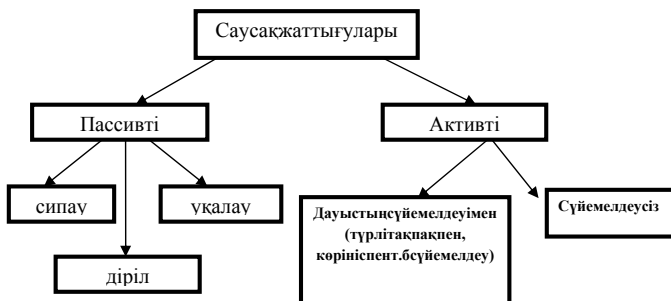 Саусақжаттығулары
Пассивті
Активті
сипау
уқалау
діріл
Дауыстыңсүйемелдеуімен
(түрлітақпақпен,
көрініспент.бсүйемелдеу)
Сүйемелдеусіз